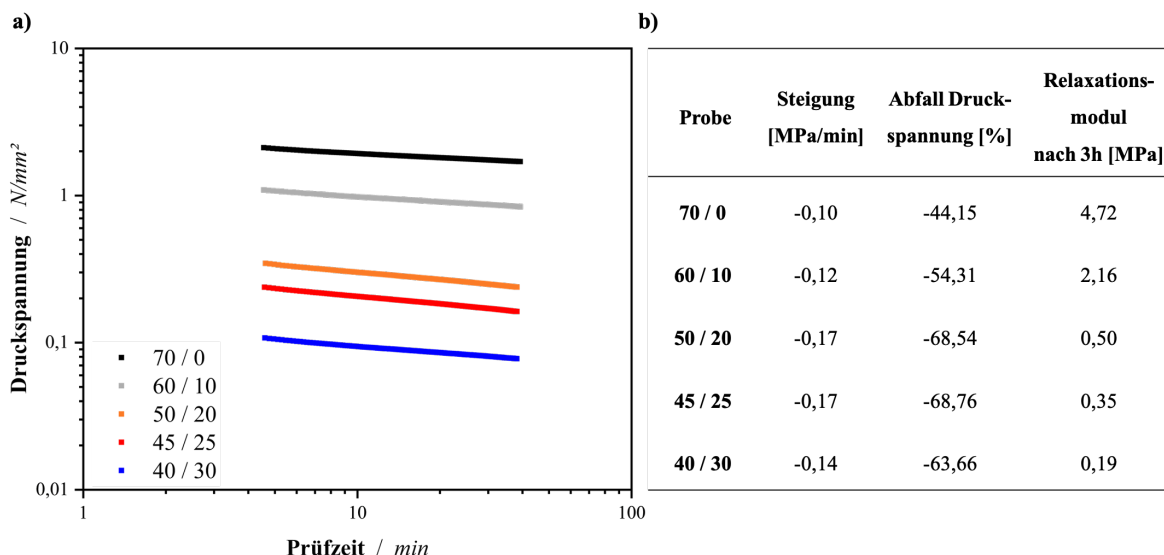 a)
10
1
0,1
0,01
Druckspannung / N/mm²
70 / 0
60 / 10
50 / 20
45 / 25
40 / 30
1
10
100
Prüfzeit / min
b)
Probe
Steigung
[MPa/min]
Abfall Druck-
spannung [%]
Relaxations-
modul
nach 3h [MPa]
70 / 0 -0,10 -44,15 4,72
60 / 10 -0,12 -54,31 2,16
50 / 20 -0,17 -68,54 0,50
45 / 25 -0,17 -68,76 0,35
40 / 30 -0,14 -63,66 0,19